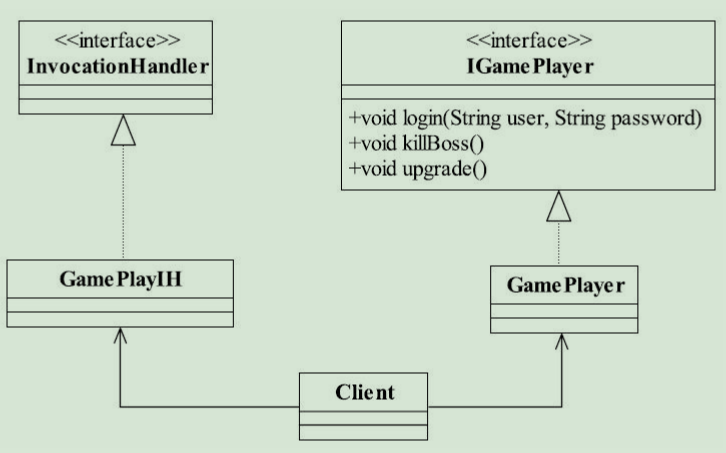 <<interface>>
InvocationHandler
<<interface>>
IGamePlayer
+void login(String user, String password)
+void killBoss()
+void upgrade()
GamePlayIH
GamePlayer
Client